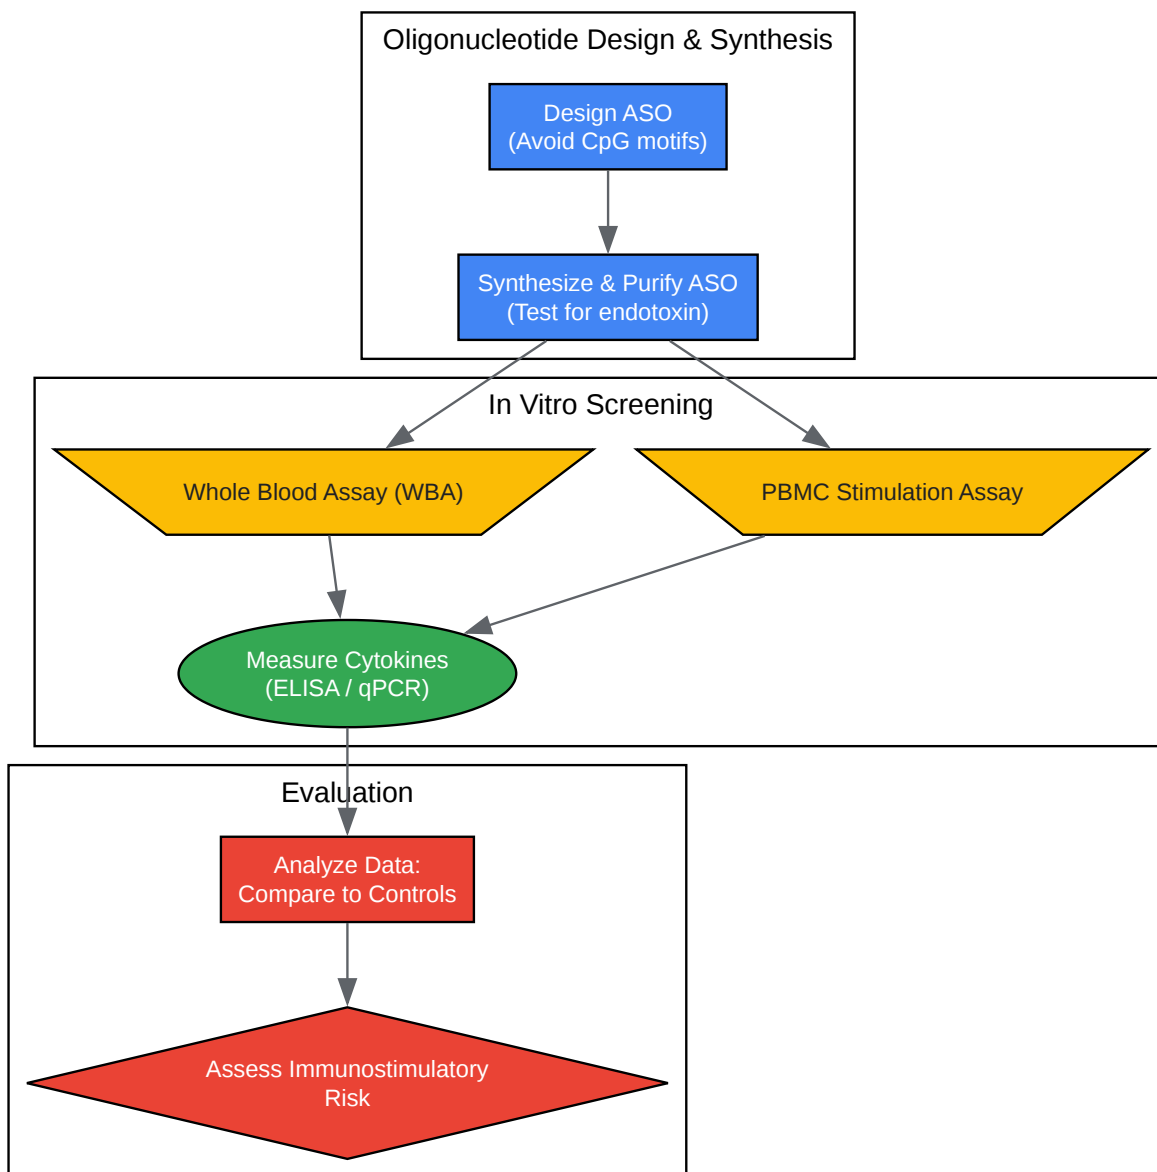 Oligonucleotide Design & Synthesis
Design ASO
(Avoid CpG motifs)
Synthesize & Purify ASO
(Test for endotoxin)
In Vitro Screening
Whole Blood Assay (WBA)
PBMC Stimulation Assay
Measure Cytokines
(ELISA / qPCR)
Evaluation
Analyze Data:
Compare to Controls
Assess Immunostimulatory
Risk